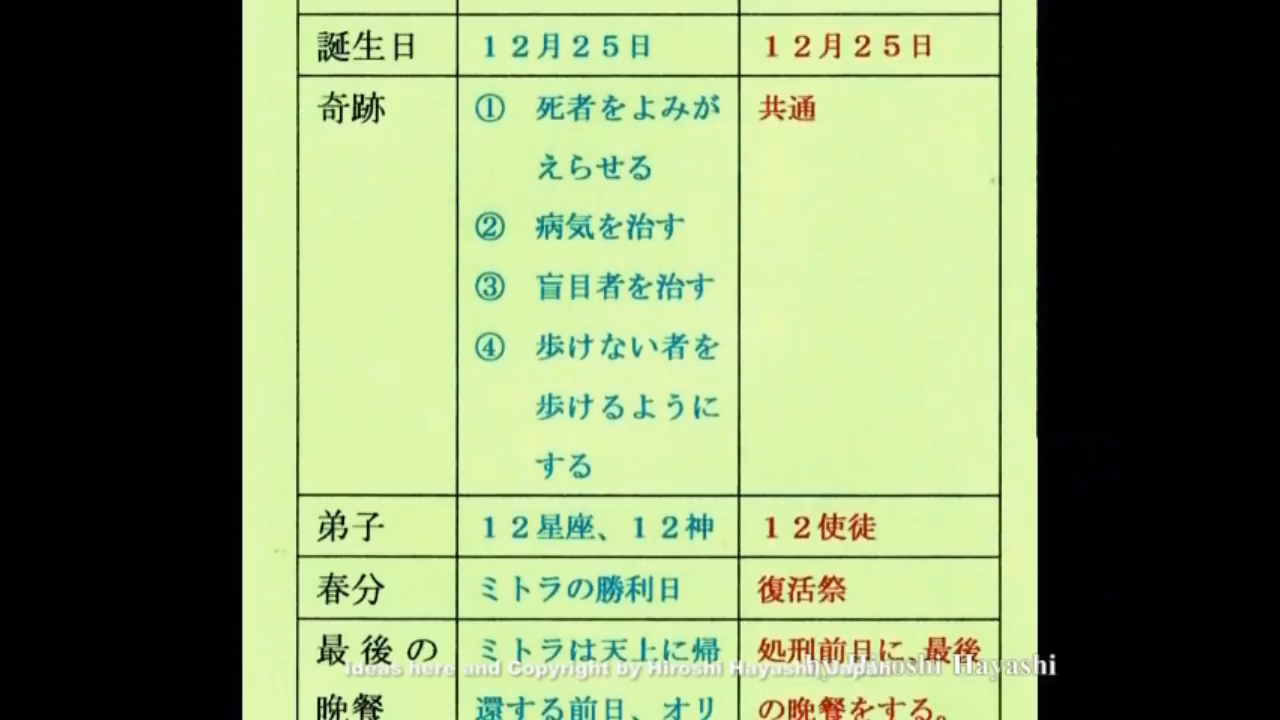 誕生日 12月25日 12月25日
奇跡 ① 死者をよみが 共通
えらせる
② 病気を治す
③ 盲目者を治す
④ 歩けない者を
歩けるように
する
弟子 12星座、12神 12使徒
春分 ミトラの勝利日 復活祭
最後の ミトラは天上に帰 処刑前日に、最後
Ideas here and Copyright by Hiroshi Hayashi, Japan
by Hiroshi Hayashi
晩餐 還する前日、オリ の晩餐をする。